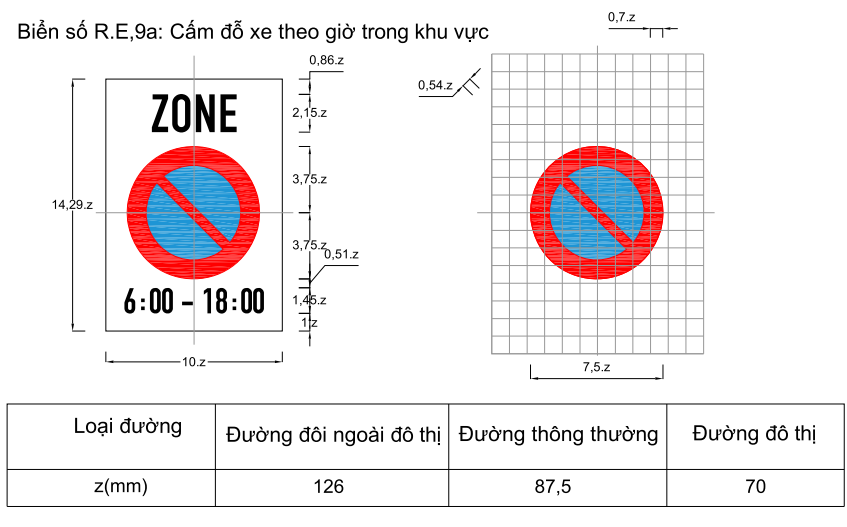 Biển số R.E,9a: Cấm đỗ xe theo giờ trong khu vực
0,7.z
0,86.z
0,54.z
ZONE
2,15.z
3,75.z
14,29.z
3,75.z
0,51.z
6:00 - 18:00
1,45.z
1.z
10.z
7,5.z
Loại đường Đường đôi ngoài đô thị Đường thông thường Đường đô thị
z(mm) 126 87,5 70